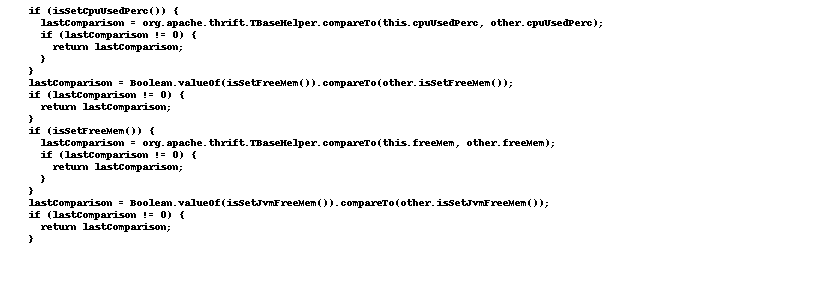 if (isSetCpuUsedPerc()) {
lastComparison = org.apache.thrift.TBaseHelper.compareTo(this.cpuUsedPerc, other.cpuUsedPerc);
if (lastComparison != 0) {
return lastComparison;
}
}
lastComparison = Boolean.valueOf(isSetFreeMem()).compareTo(other.isSetFreeMem());
if (lastComparison != 0) {
return lastComparison;
}
if (isSetFreeMem()) {
lastComparison = org.apache.thrift.TBaseHelper.compareTo(this.freeMem, other.freeMem);
if (lastComparison != 0) {
return lastComparison;
}
}
lastComparison = Boolean.valueOf(isSetJvmFreeMem()).compareTo(other.isSetJvmFreeMem());
if (lastComparison != 0) {
return lastComparison;
}